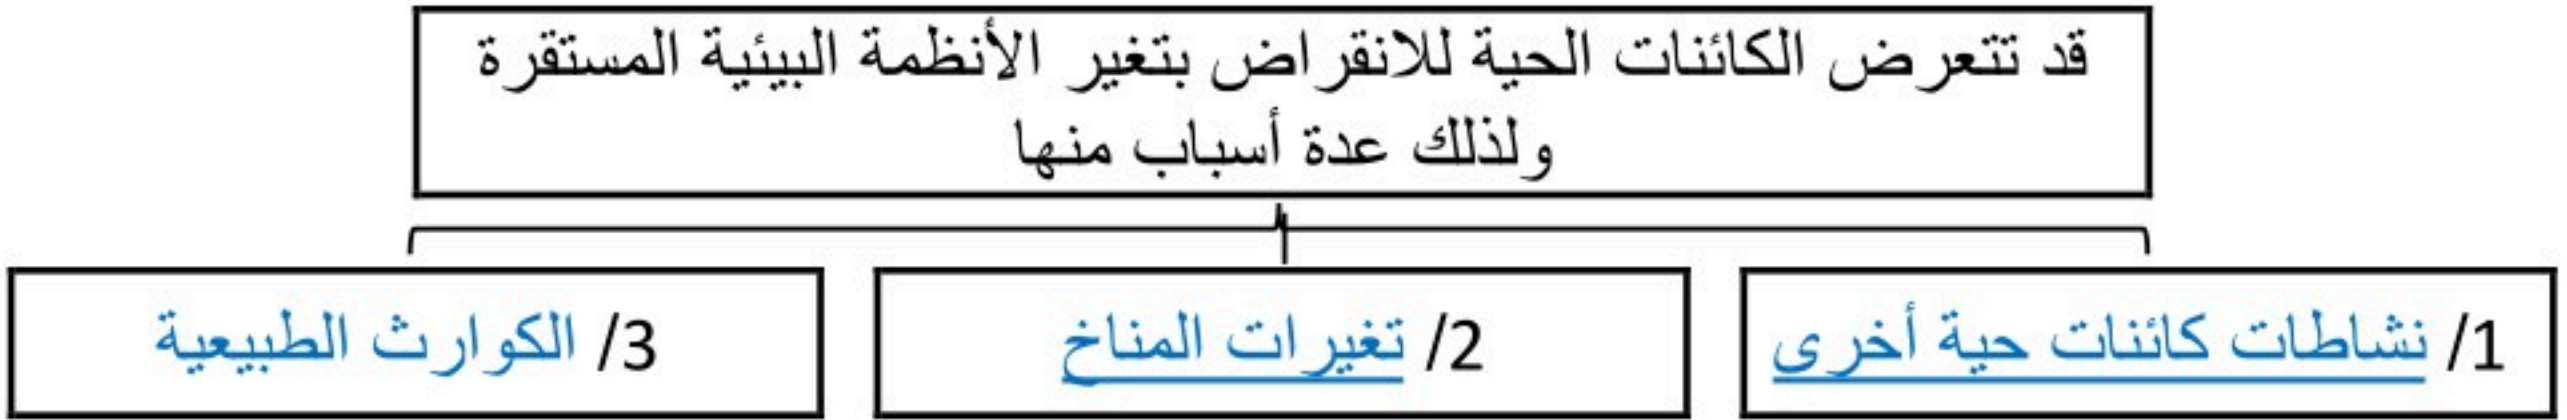 قد تتعرض الكائنات الحية للانقراض بتغير الأنظمة البيئية المستقرة
ولذلك عدة أسباب منها
1/ نشاطات كائنات حية أخرى
2/ تغيرات المناخ
3/ الكوارث الطبيعية